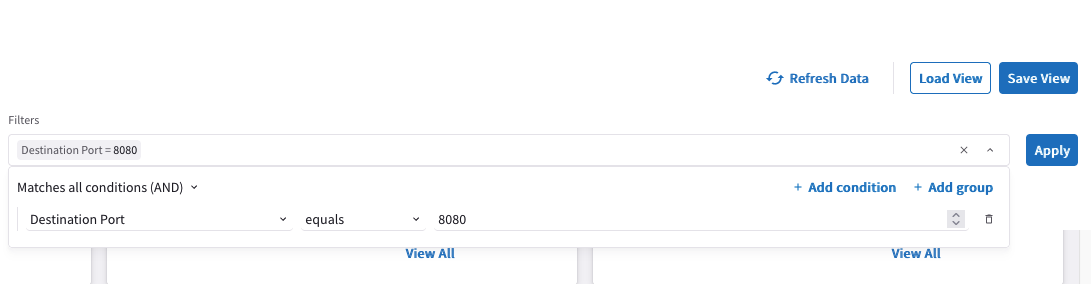 Refresh Data
Load View
Save View
Filters
Destination Port = 8080
Apply
Matches all conditions (AND)
+ Add condition
+ Add group
Destination Port
equals
8080
View All
View All